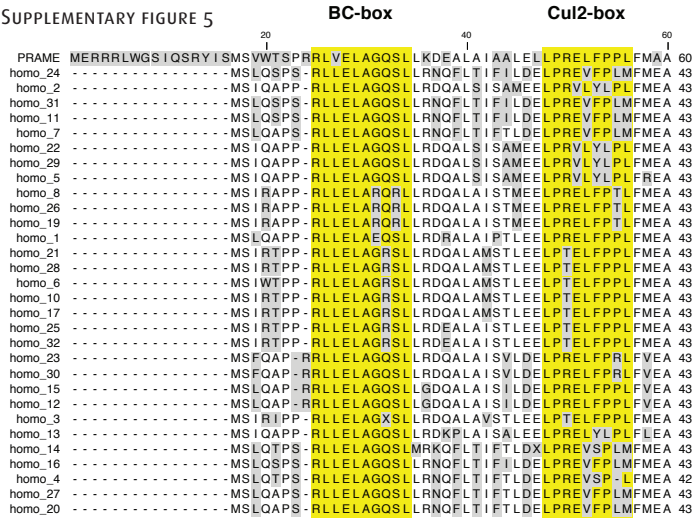 SUPPLEMENTARY FIGURE 5
BC-box Cul2-box
20 40 60
PRAME MERRRLWGSIQSRYISMSVWTSPRRLVELAGQSLLKDEALAIAALELLPRELFPPLFMAA 60
homo_24 ----------------MSLQSPS-RLLELAGQSLLRNQFLTIFILDELPREVFPLMFMEA 43
homo_2 ----------------MSIQAPP-RLLELAGQSLLRDQALSISAMEELPRVLYLPLFMEA 43
homo_31 ----------------MSLQSPS-RLLELAGQSLLRNQFLTIFILDELPREVFPLMFMEA 43
homo_11 ----------------MSLQSPS-RLLELAGQSLLRNQFLTIFILDELPREVFPLMFMEA 43
homo_7 ----------------MSLQAPS-RLLELAGQSLLRNQFLTIFTLDELPREVFPLMFMEA 43
homo_22 ----------------MSIQAPP-RLLELAGQSLLRDQALSISAMEELPRVLYLPLFMEA 43
homo_29 ----------------MSIQAPP-RLLELAGQSLLRDQALSISAMEELPRVLYLPLFMEA 43
homo_5 ----------------MSIQAPP-RLLELAGQSLLRDQALSISAMEELPRVLYLPLFREA 43
homo_8 ----------------MSIRAPP-RLLELARQRLLRDQALAISTMEELPRELFPTLFMEA 43
homo_26 ----------------MSIRAPP-RLLELARQRLLRDQALAISTMEELPRELFPTLFMEA 43
homo_19 ----------------MSIRAPP-RLLELARQRLLRDQALAISTMEELPRELFPTLFMEA 43
homo_1 ----------------MSLQAPP-RLLELAEQSLLRDRALAIPTLEELPRELFPPLFMEA 43
homo_21 ----------------MSIRTPP-RLLELAGRSLLRDQALAMSTLEELPTELFPPLFMEA 43
homo_28 ----------------MSIRTPP-RLLELAGRSLLRDQALAMSTLEELPTELFPPLFMEA 43
homo_6 ----------------MSIWTPP-RLLELAGRSLLRDQALAMSTLEELPTELFPPLFMEA 43
homo_10 ----------------MSIRTPP-RLLELAGRSLLRDQALAMSTLEELPTELFPPLFMEA 43
homo_17 ----------------MSIRTPP-RLLELAGRSLLRDQALAMSTLEELPTELFPPLFMEA 43
homo_25 ----------------MSIRTPP-RLLELAGRSLLRDEALAISTLEELPTELFPPLFMEA 43
homo_32 ----------------MSIRTPP-RLLELAGRSLLRDEALAISTLEELPTELFPPLFMEA 43
homo_23 ----------------MSFQAP-RRLLELAGQSLLRDQALAISVLDELPRELFPRLFVEA 43
homo_30 ----------------MSFQAP-RRLLELAGQSLLRDQALAISVLDELPRELFPRLFVEA 43
homo_15 ----------------MSLQAP-RRLLELAGQSLLGDQALAISILDELPRELFPPLFVEA 43
homo_12 ----------------MSLQAP-RRLLELAGQSLLGDQALAISILDELPRELFPPLFVEA 43
homo_3 ----------------MSIRIPP-RLLELAGXSLLRDQALAVSTLEELPTELFPPLFMEA 43
homo_13 ----------------MSIQAPP-RLLELAGQSLLRDKPLAISALEELPRELYLPLFLEA 43
homo_14 ----------------MSLQTPS-RLLELAGQSLMRKQFLTIFTLDXLPREVSPLMFMEA 43
homo_16 ----------------MSLQSPS-RLLELAGQSLLRNQFLTIFILDELPREVFPLMFMEA 43
homo_4 ----------------MSLQTPS-RLLELAGQSLLRNQFLTIFTLDELPREVSP-LFMEA 42
homo_27 ----------------MSLQAPS-RLLELAGQSLLRNQFLTIFTLDELPREVFPLMFMEA 43
homo_20 ----------------MSLQAPS-RLLELAGQSLLRNQFLTIFTLDELPREVFPLMFMEA 43